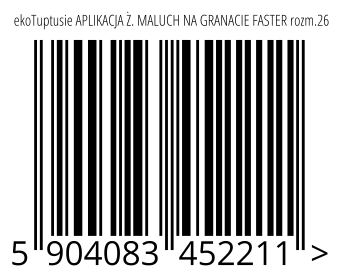 ekoTuptusie APLIKACJA Ż. MALUCH NA GRANACIE FASTER rozm.26
5 904083 452211 >